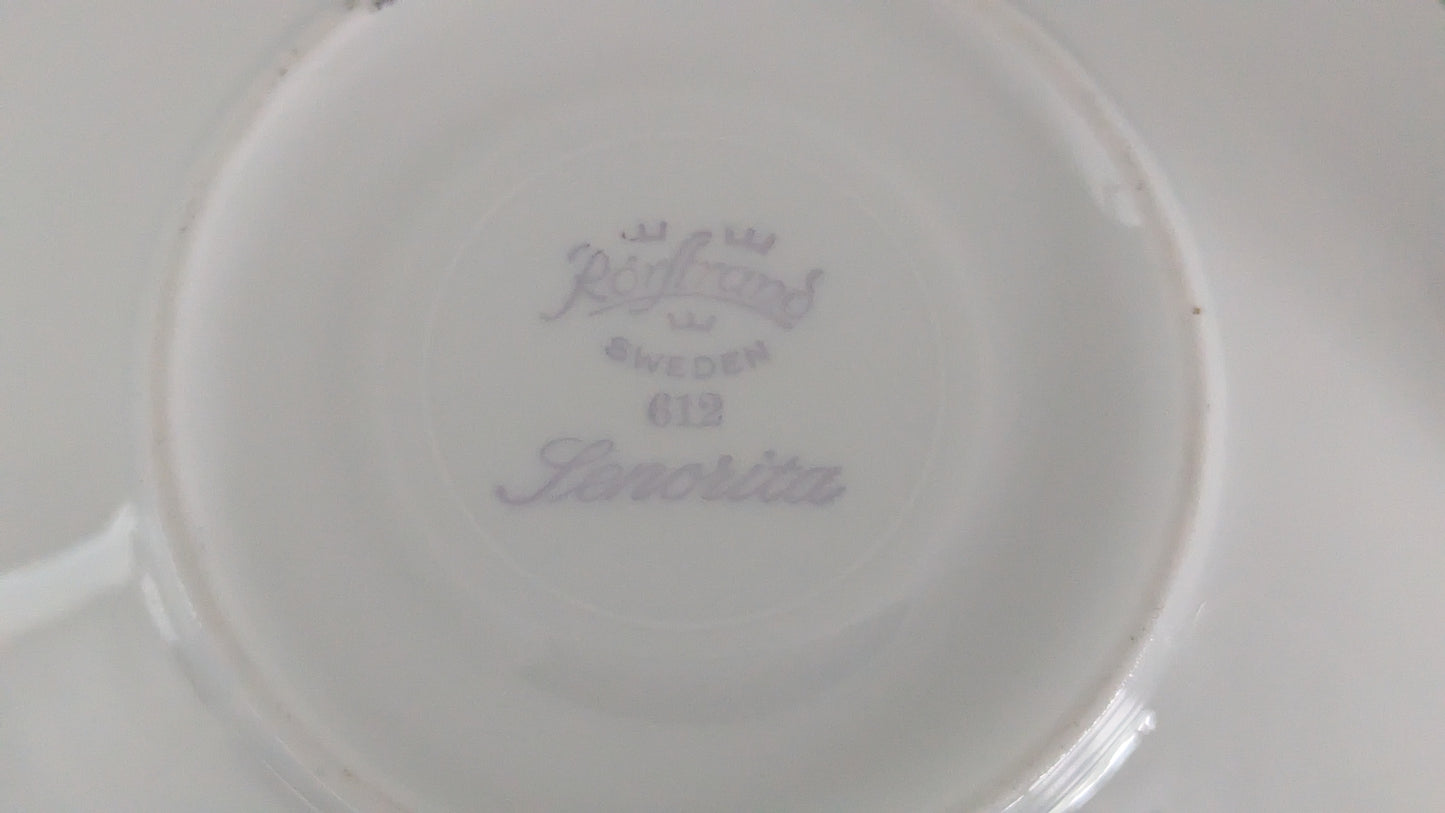 Rörstrand
SWEDEN
612
Senorita